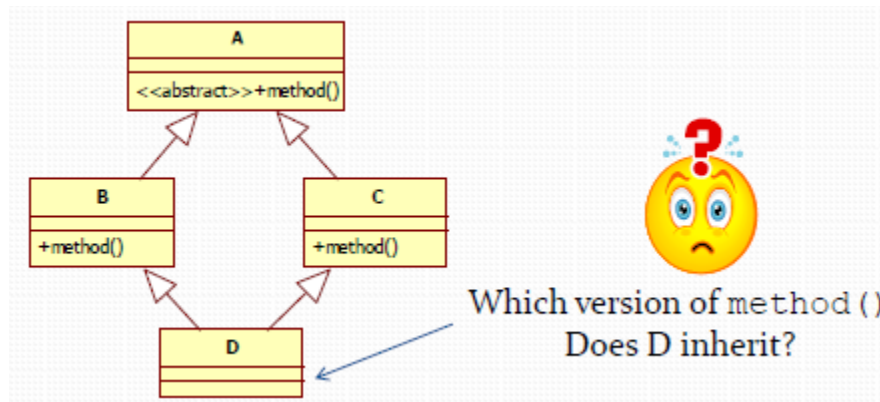 A
<<abstract>>+method()
B
+method()
C
+method()
D
Which version of method()
Does D inherit?